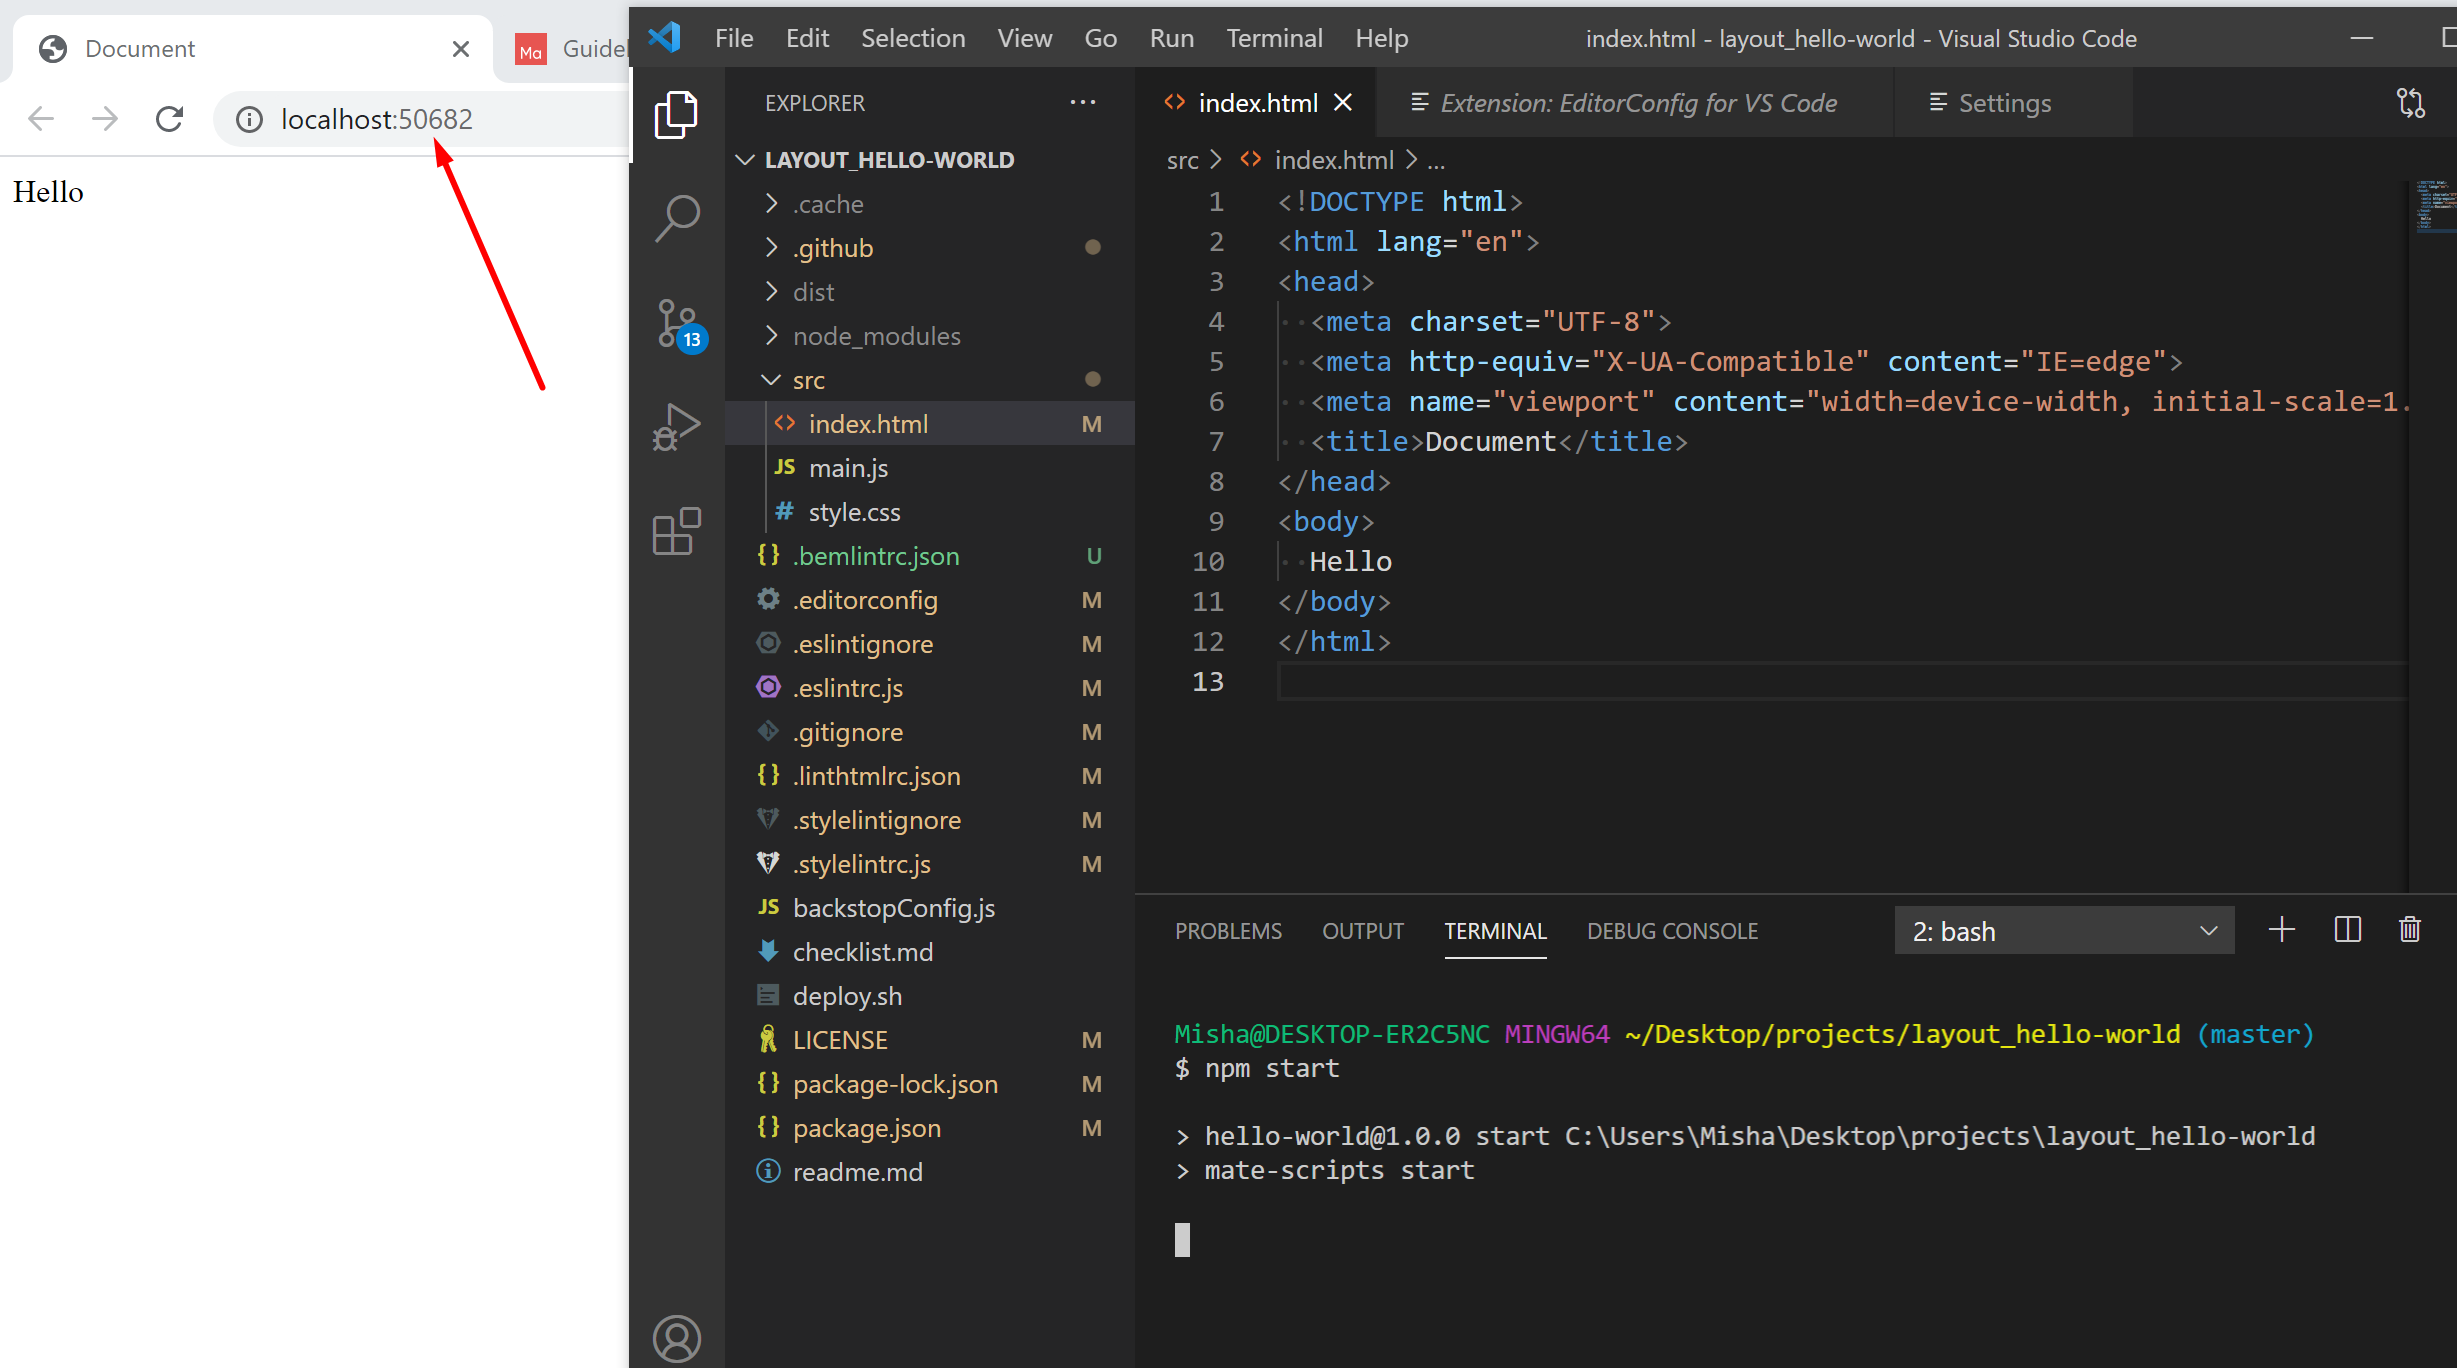 Document
Ma Guidel
localhost:50682
Hello
File Edit Selection View Go Run Terminal Help
index.html - layout_hello-world - Visual Studio Code
EXPLORER
LAYOUT_HELLO-WORLD
.cache
.github
dist
node_modules
src
index.html M
JS main.js
# style.css
{} .bemlintrc.json U
.editorconfig M
.eslintignore M
.eslintrc.js M
.gitignore M
{} .linthtmlrc.json M
.stylelintignore M
.stylelintrc.js M
JS backstopConfig.js
checklist.md
deploy.sh
LICENSE M
{} package-lock.json M
{} package.json M
readme.md
13
index.html
Extension: EditorConfig for VS Code
Settings
src > index.html > ...
1 <!DOCTYPE html>
2 <html lang="en">
3 <head>
4 <meta charset="UTF-8">
5 <meta http-equiv="X-UA-Compatible" content="IE=edge">
6 <meta name="viewport" content="width=device-width, initial-scale=1.
7 <title>Document</title>
8 </head>
9 <body>
10 Hello
11 </body>
12 </html>
13
PROBLEMS OUTPUT TERMINAL DEBUG CONSOLE
2: bash
Misha@DESKTOP-ER2C5NC MINGW64 ~/Desktop/projects/layout_hello-world (master)
$ npm start
> hello-world@1.0.0 start C:\Users\Misha\Desktop\projects\layout_hello-world
> mate-scripts start